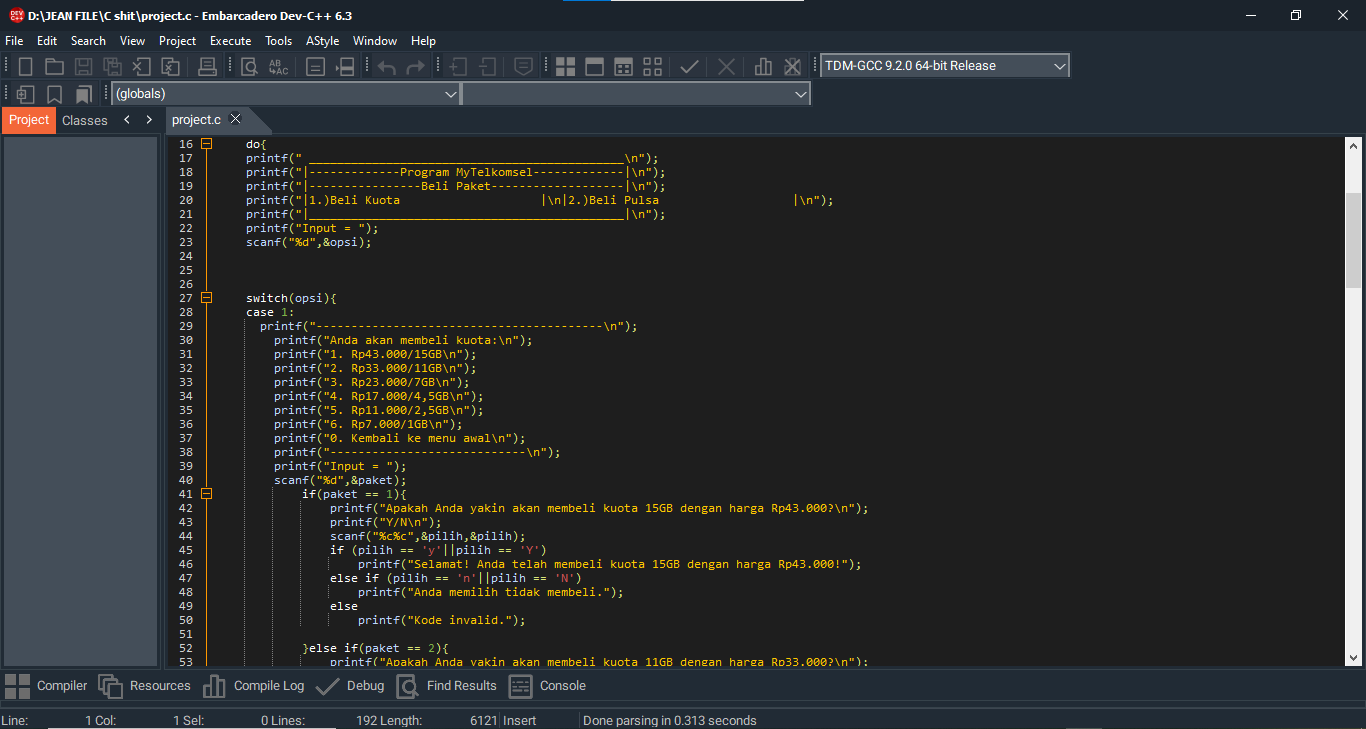 D:\JEAN FILE\C shit\project.c - Embarcadero Dev-C++ 6.3
File Edit Search View Project Execute Tools AStyle Window Help
TDM-GCC 9.2.0 64-bit Release
(globals)
Project Classes < > project.c
16 do{
17 printf(" _____________________________________________\n");
18 printf("|-------------Program MyTelkomsel-------------|\n");
19 printf("|----------------Beli Paket-------------------|\n");
20 printf("|1.)Beli Kuota                    |\n|2.)Beli Pulsa                   |\n");
21 printf("|_____________________________________________|\n");
22 printf("Input = ");
23 scanf("%d",&opsi);
24
25
26
27 switch(opsi){
28 case 1:
29 printf("-----------------------------------------\n");
30 printf("Anda akan membeli kuota:\n");
31 printf("1. Rp43.000/15GB\n");
32 printf("2. Rp33.000/11GB\n");
33 printf("3. Rp23.000/7GB\n");
34 printf("4. Rp17.000/4,5GB\n");
35 printf("5. Rp11.000/2,5GB\n");
36 printf("6. Rp7.000/1GB\n");
37 printf("0. Kembali ke menu awal\n");
38 printf("----------------------------\n");
39 printf("Input = ");
40 scanf("%d",&paket);
41 if(paket == 1){
42 printf("Apakah Anda yakin akan membeli kuota 15GB dengan harga Rp43.000?\n");
43 printf("Y/N\n");
44 scanf("%c%c",&pilih,&pilih);
45 if (pilih == 'y'||pilih == 'Y')
46 printf("Selamat! Anda telah membeli kuota 15GB dengan harga Rp43.000!");
47 else if (pilih == 'n'||pilih == 'N')
48 printf("Anda memilih tidak membeli.");
49 else
50 printf("Kode invalid.");
51
52 }else if(paket == 2){
53 printf("Apakah Anda yakin akan membeli kuota 11GB dengan harga Rp33.000?\n");
Compiler Resources Compile Log Debug Find Results Console
Line: 1 Col: 1 Sel: 0 Lines: 192 Length: 6121 Insert Done parsing in 0.313 seconds